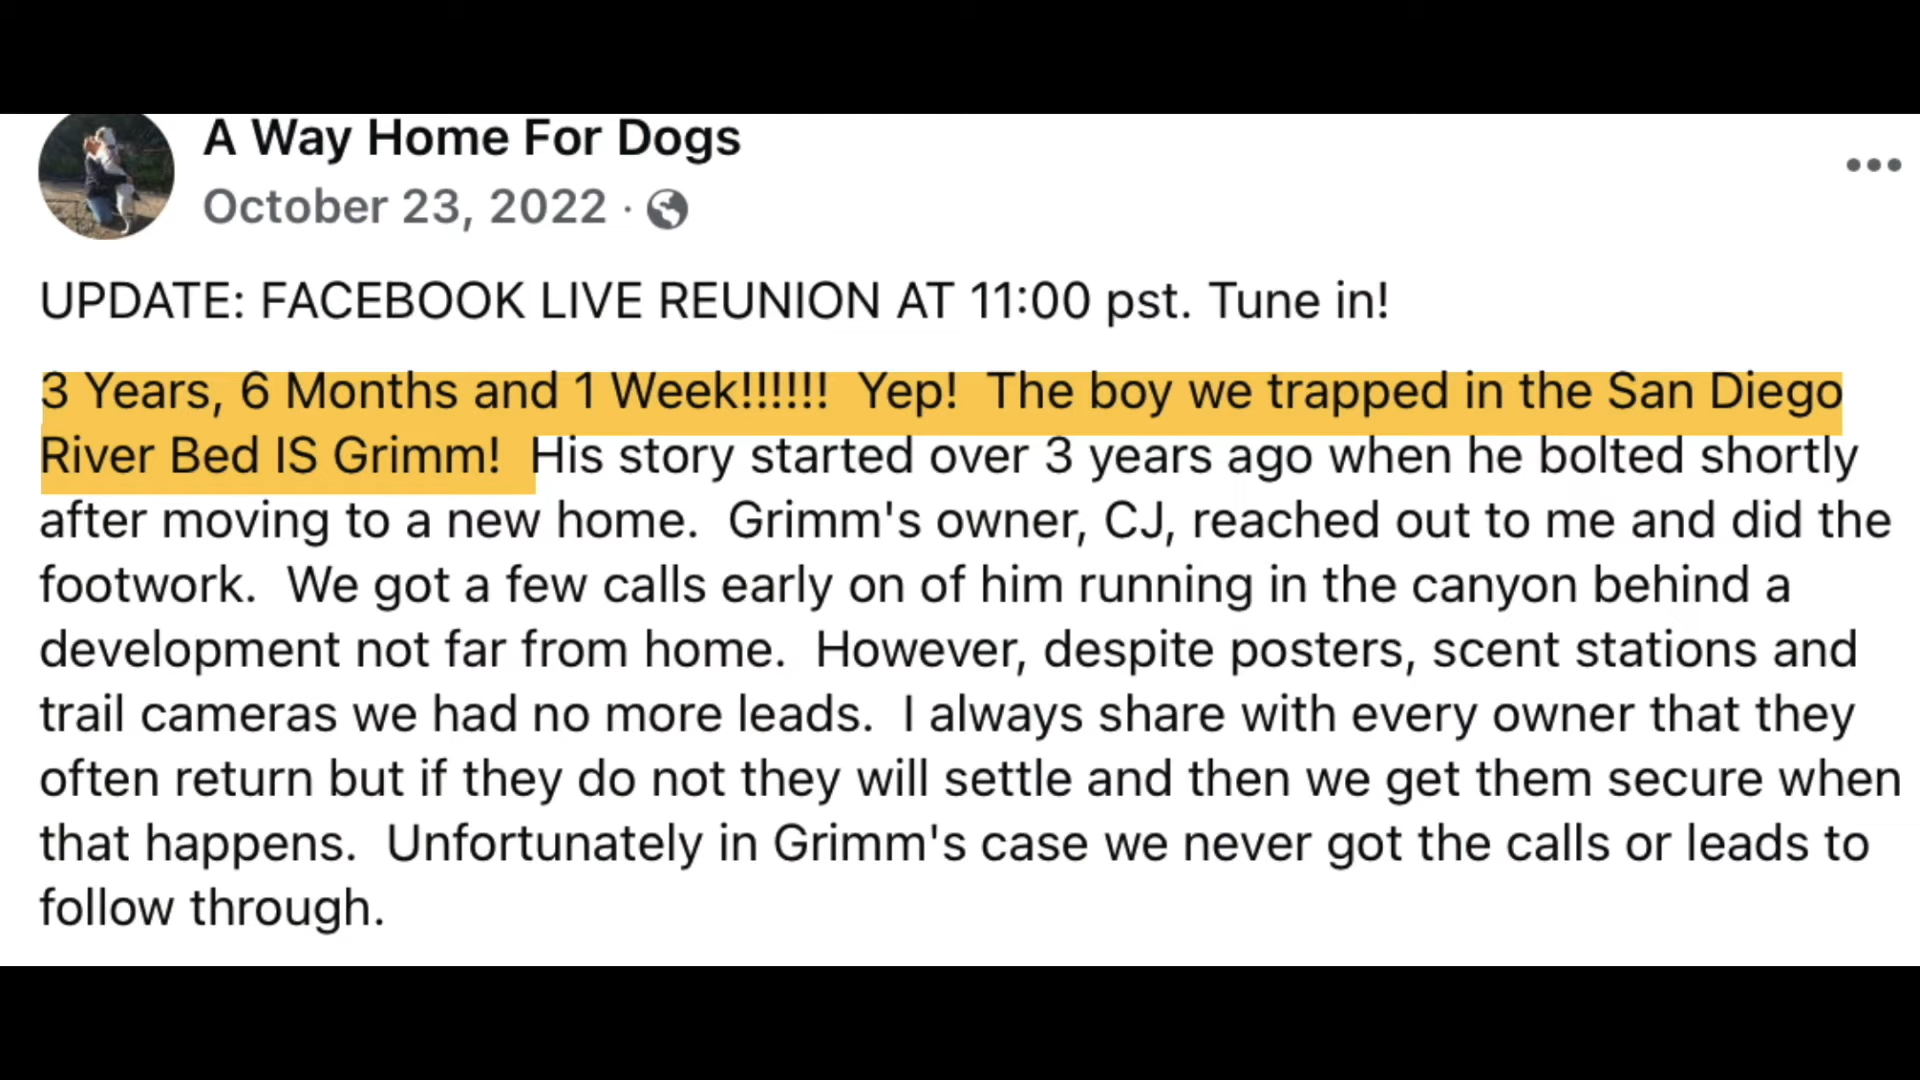 A Way Home For Dogs
October 23, 2022 ·
UPDATE: FACEBOOK LIVE REUNION AT 11:00 pst. Tune in!
3 Years, 6 Months and 1 Week!!!!!!  Yep!  The boy we trapped in the San Diego
River Bed IS Grimm!  His story started over 3 years ago when he bolted shortly
after moving to a new home.  Grimm's owner, CJ, reached out to me and did the
footwork.  We got a few calls early on of him running in the canyon behind a
development not far from home.  However, despite posters, scent stations and
trail cameras we had no more leads.  I always share with every owner that they
often return but if they do not they will settle and then we get them secure when
that happens.  Unfortunately in Grimm's case we never got the calls or leads to
follow through.